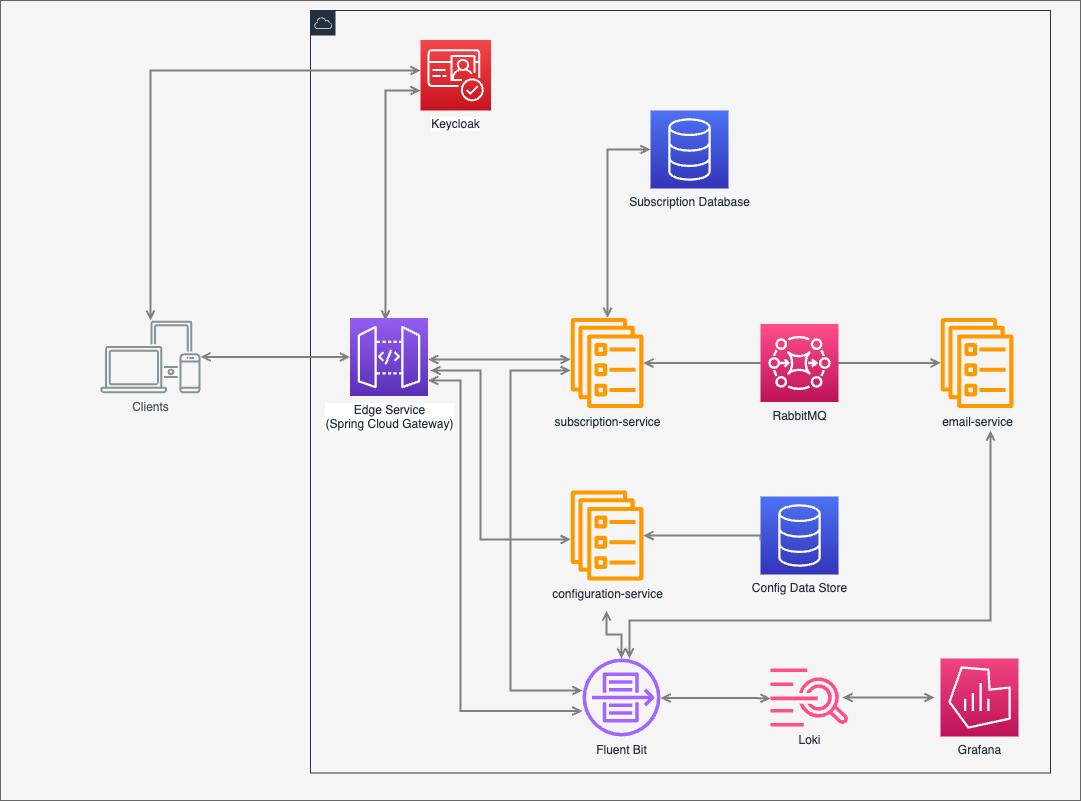 Keycloak
Subscription Database
Clients
Edge Service
(Spring Cloud Gateway)
subscription-service
RabbitMQ
email-service
configuration-service
Config Data Store
Fluent Bit
Loki
Grafana